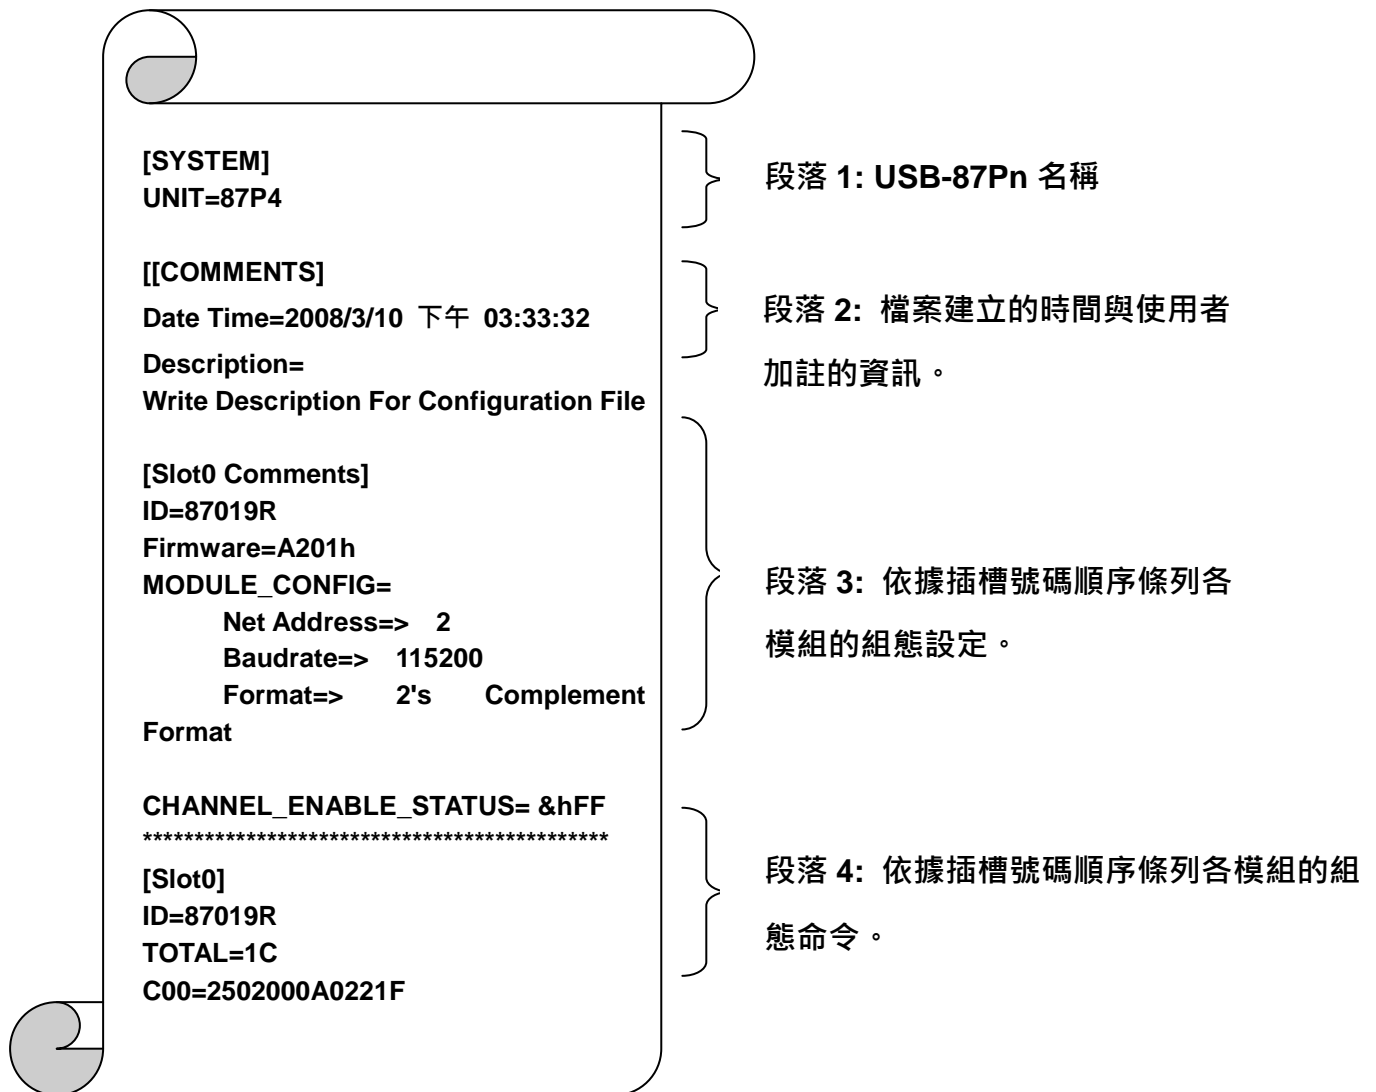 [SYSTEM]
UNIT=87P4
段落 1: USB-87Pn 名稱
[[COMMENTS]
Date Time=2008/3/10 下午 03:33:32
Description=
Write Description For Configuration File
段落 2: 檔案建立的時間與使用者
加註的資訊。
[Slot0 Comments]
ID=87019R
Firmware=A201h
MODULE_CONFIG=
Net Address=> 2
Baudrate=> 115200
Format=> 2's Complement
Format
段落 3: 依據插槽號碼順序條列各
模組的組態設定。
CHANNEL_ENABLE_STATUS= &hFF
*********************************************
[Slot0]
ID=87019R
TOTAL=1C
C00=2502000A0221F
段落 4: 依據插槽號碼順序條列各模組的組
態命令。